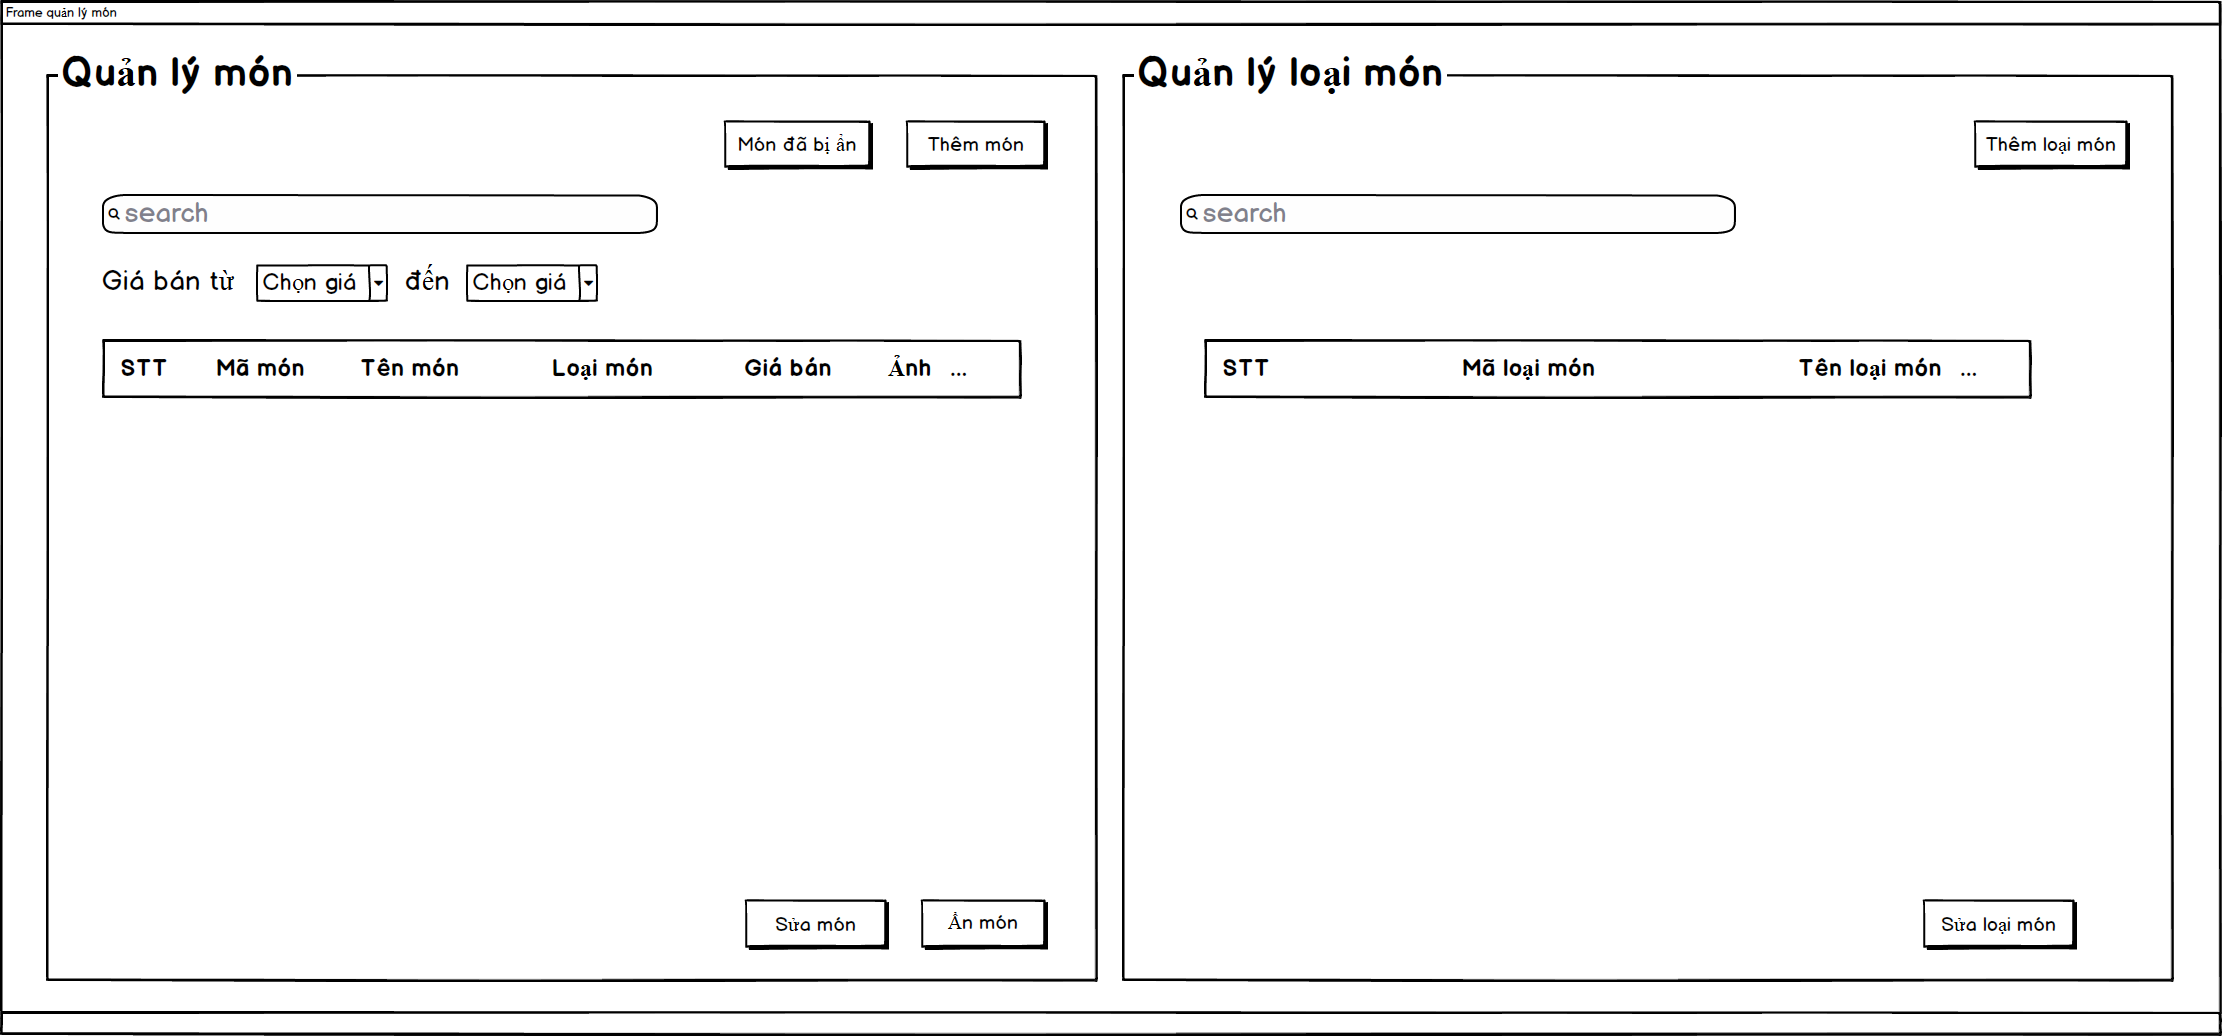 Frame quản lý món
Quản lý món
Món đã bị ẩn
Thêm món
search
Giá bán từ Chọn giá đến Chọn giá
STT Mã món Tên món Loại món Giá bán Ảnh ...
Sửa món
Ẩn món
Quản lý loại món
Thêm loại món
search
STT Mã loại món Tên loại món ...
Sửa loại món